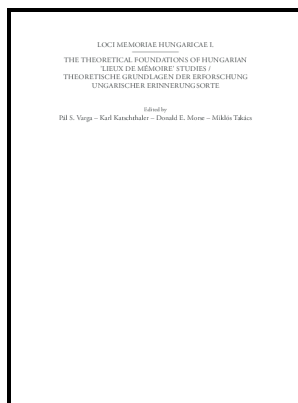 LOCI MEMORIAE HUNGARICAE I.
THE THEORETICAL FOUNDATIONS OF HUNGARIAN
'LIEUX DE MÉMOIRE' STUDIES /
THEORETISCHE GRUNDLAGEN DER ERFORSCHUNG
UNGARISCHER ERINNERUNGSORTE
Edited by
Pál S. Varga – Karl Katschthaler – Donald E. Morse – Miklós Takács